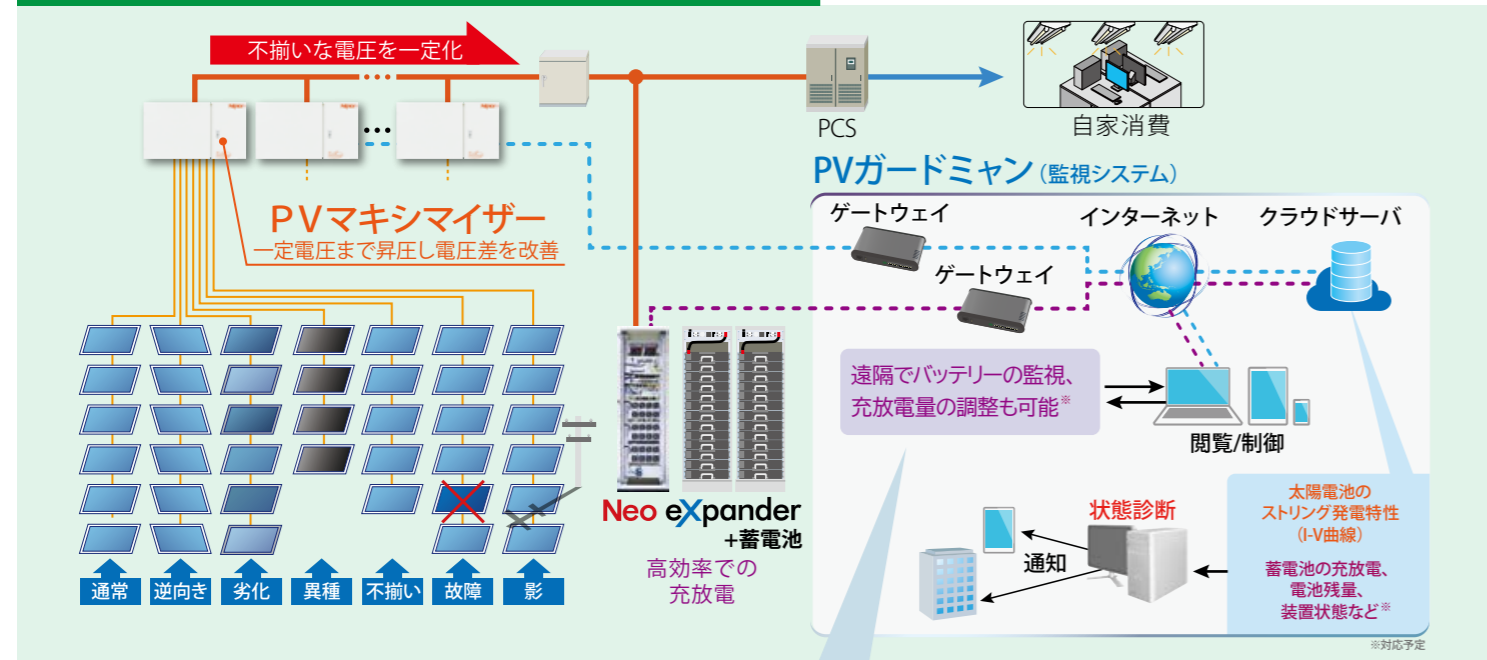 不揃いな電圧を一定化
PCS
自家消費
PVマキシマイザー
一定電圧まで昇圧し電圧差を改善
PVガードミャン(監視システム)
ゲートウェイ
インターネット
クラウドサーバ
ゲートウェイ
遠隔でバッテリーの監視、
充放電量の調整も可能※
閲覧/制御
Neo eXpander
+蓄電池
高効率での
充放電
状態診断
通知
太陽電池の
ストリング発電特性
(I-V曲線)
蓄電池の充放電、
電池残量、
装置状態など※
通常 逆向き 劣化 異種 不揃い 故障 影
※対応予定